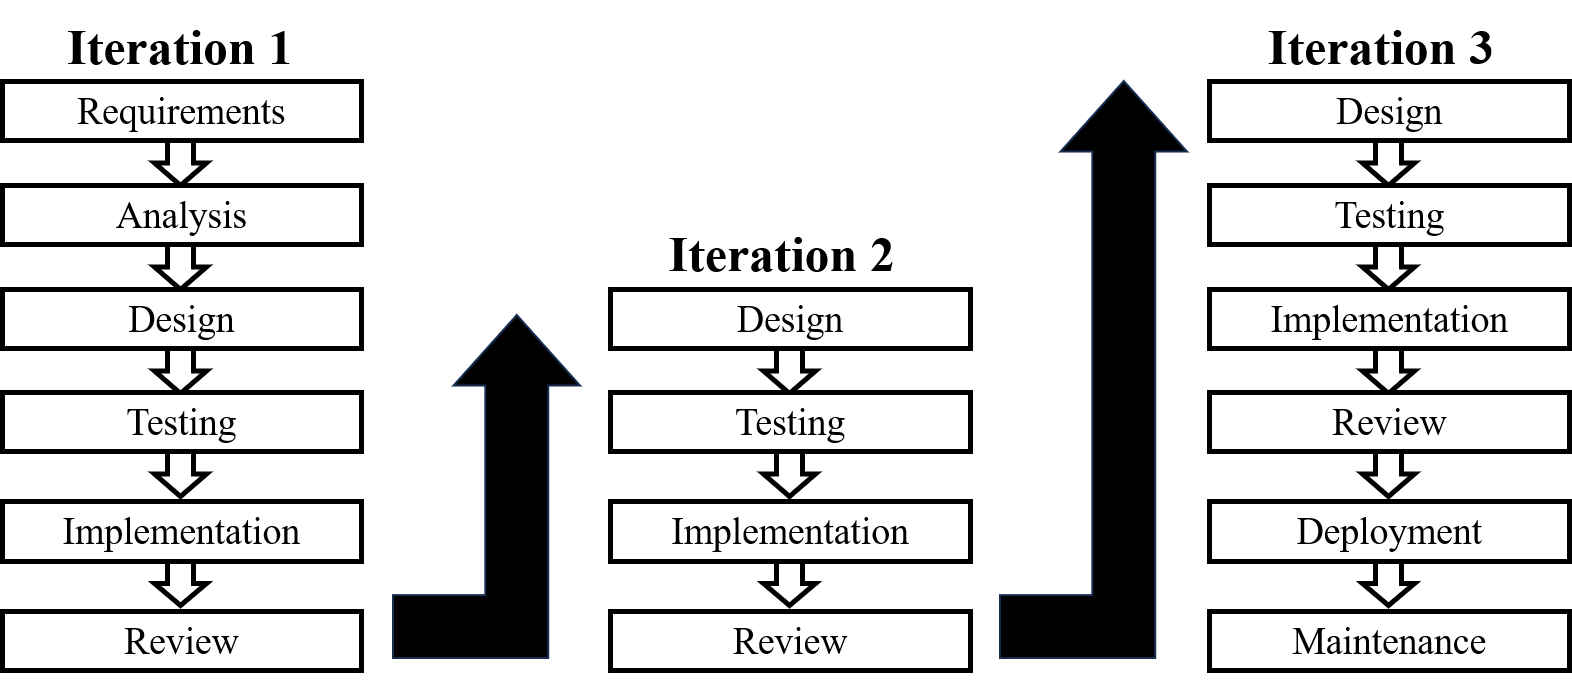 Iteration 1
Requirements
Analysis
Design
Testing
Implementation
Review
Iteration 2
Design
Testing
Implementation
Review
Iteration 3
Design
Testing
Implementation
Review
Deployment
Maintenance